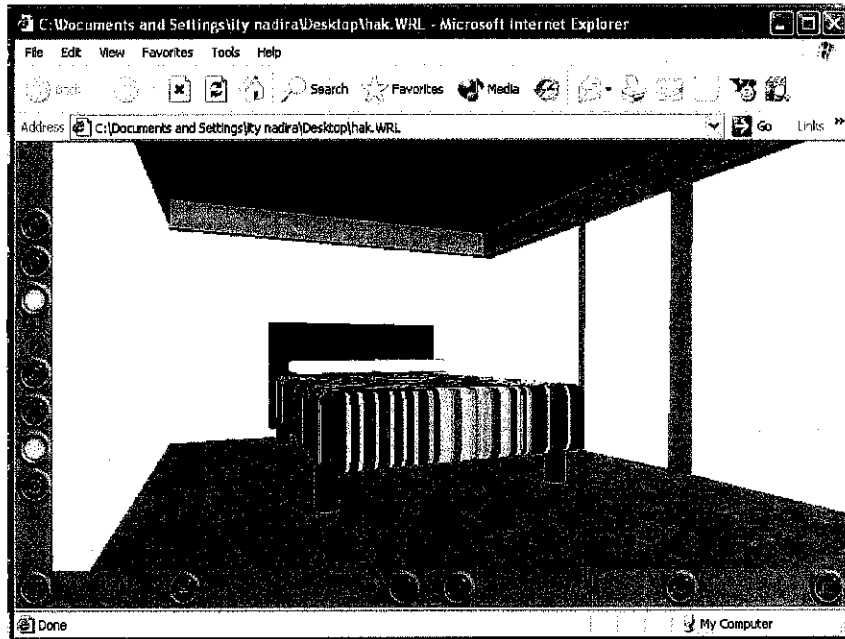 C:\Documents and Settings\ity nadira\Desktop\hak.WRL - Microsoft Internet Explorer
File Edit View Favorites Tools Help
Back Search Favorites Media
Address C:\Documents and Settings\ity nadira\Desktop\hak.WRL Go Links »
Done My Computer